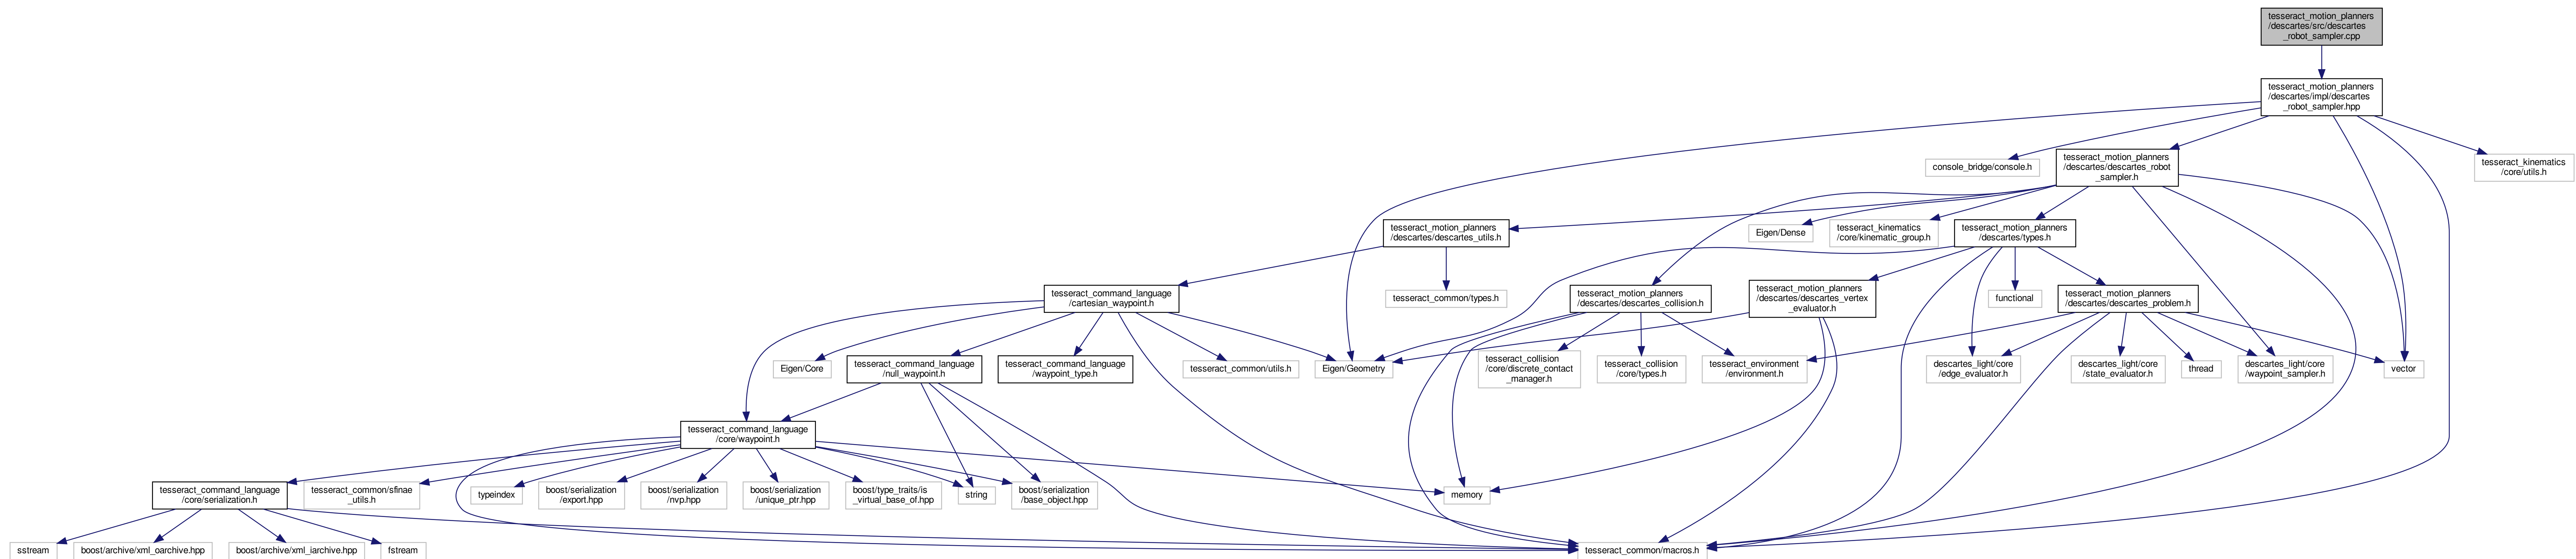 tesseract_motion_planners
/descartes/src/descartes
_robot_sampler.cpp
tesseract_motion_planners
/descartes/impl/descartes
_robot_sampler.hpp
console_bridge/console.h
tesseract_motion_planners
/descartes/descartes_robot
_sampler.h
tesseract_kinematics
/core/utils.h
tesseract_motion_planners
/descartes/descartes_utils.h
Eigen/Dense
tesseract_kinematics
/core/kinematic_group.h
tesseract_motion_planners
/descartes/types.h
tesseract_command_language
/cartesian_waypoint.h
tesseract_common/types.h
tesseract_motion_planners
/descartes/descartes_collision.h
tesseract_motion_planners
/descartes/descartes_vertex
_evaluator.h
functional
tesseract_motion_planners
/descartes/descartes_problem.h
Eigen/Core
tesseract_command_language
/null_waypoint.h
tesseract_command_language
/waypoint_type.h
tesseract_common/utils.h
Eigen/Geometry
tesseract_collision
/core/discrete_contact
_manager.h
tesseract_collision
/core/types.h
tesseract_environment
/environment.h
descartes_light/core
/edge_evaluator.h
descartes_light/core
/state_evaluator.h
thread
descartes_light/core
/waypoint_sampler.h
vector
tesseract_command_language
/core/waypoint.h
tesseract_command_language
/core/serialization.h
tesseract_common/sfinae
_utils.h
typeindex
boost/serialization
/export.hpp
boost/serialization
/nvp.hpp
boost/serialization
/unique_ptr.hpp
boost/type_traits/is
_virtual_base_of.hpp
string
boost/serialization
/base_object.hpp
memory
sstream
boost/archive/xml_oarchive.hpp
boost/archive/xml_iarchive.hpp
fstream
tesseract_common/macros.h